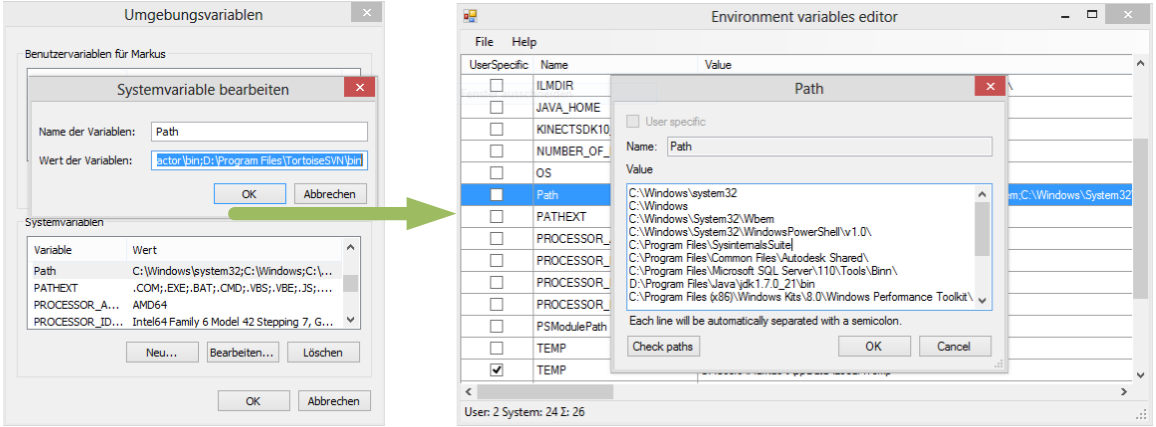 Umgebungsvariablen
Benutzervariablen für Markus
Systemvariable bearbeiten
Name der Variablen: Path
Wert der Variablen: actor\bin;D:\Program Files\TortoiseSVN\bin
OK Abbrechen
Systemvariablen
Variable Wert
Path C:\Windows\system32;C:\Windows;C:\...
PATHEXT .COM;.EXE;.BAT;.CMD;.VBS;.VBE;.JS;....
PROCESSOR_A... AMD64
PROCESSOR_ID... Intel64 Family 6 Model 42 Stepping 7, G...
Neu... Bearbeiten... Löschen
OK Abbrechen
Environment variables editor
File Help
UserSpecific Name Value
ILMDIR
JAVA_HOME
KINECTSDK10_
NUMBER_OF_
OS
Path em;C:\Windows\System32
PATHEXT
PROCESSOR_
PROCESSOR_
PROCESSOR_
PROCESSOR_
PSModulePath
TEMP
TEMP
User: 2 System: 24 Σ: 26
Path
User specific
Name: Path
Value
C:\Windows\system32
C:\Windows
C:\Windows\System32\Wbem
C:\Windows\System32\WindowsPowerShell\v1.0\
C:\Program Files\SysinternalsSuite
C:\Program Files\Common Files\Autodesk Shared\
C:\Program Files\Microsoft SQL Server\110\Tools\Binn\
D:\Program Files\Java\jdk1.7.0_21\bin
C:\Program Files (x86)\Windows Kits\8.0\Windows Performance Toolkit\
Each line will be automatically separated with a semicolon.
Check paths OK Cancel